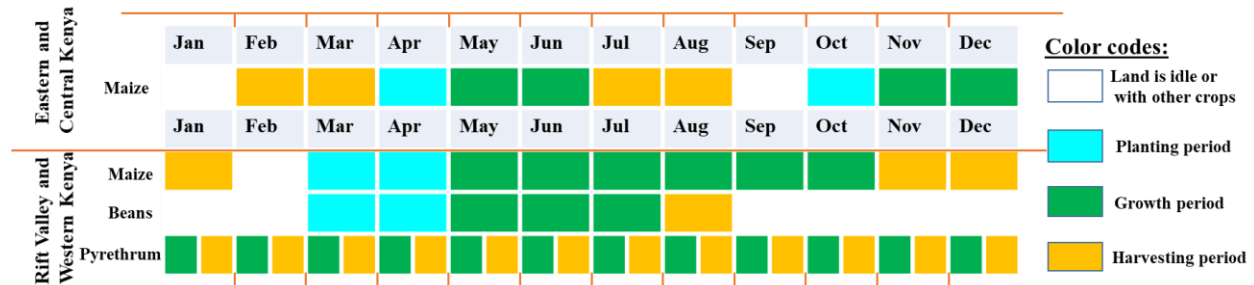 Eastern and
Central Kenya
Jan Feb Mar Apr May Jun Jul Aug Sep Oct Nov Dec
Maize
Jan Feb Mar Apr May Jun Jul Aug Sep Oct Nov Dec
Rift Valley and
Western Kenya
Maize
Beans
Pyrethrum
Color codes:
Land is idle or
with other crops
Planting period
Growth period
Harvesting period